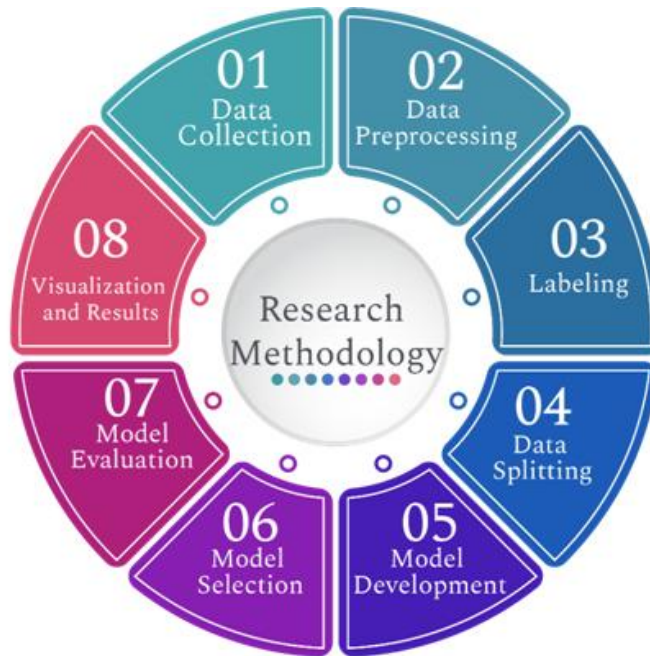 01
Data
Collection
02
Data
Preprocessing
03
Labeling
04
Data
Splitting
05
Model
Development
06
Model
Selection
07
Model
Evaluation
08
Visualization
and Results
Research
Methodology